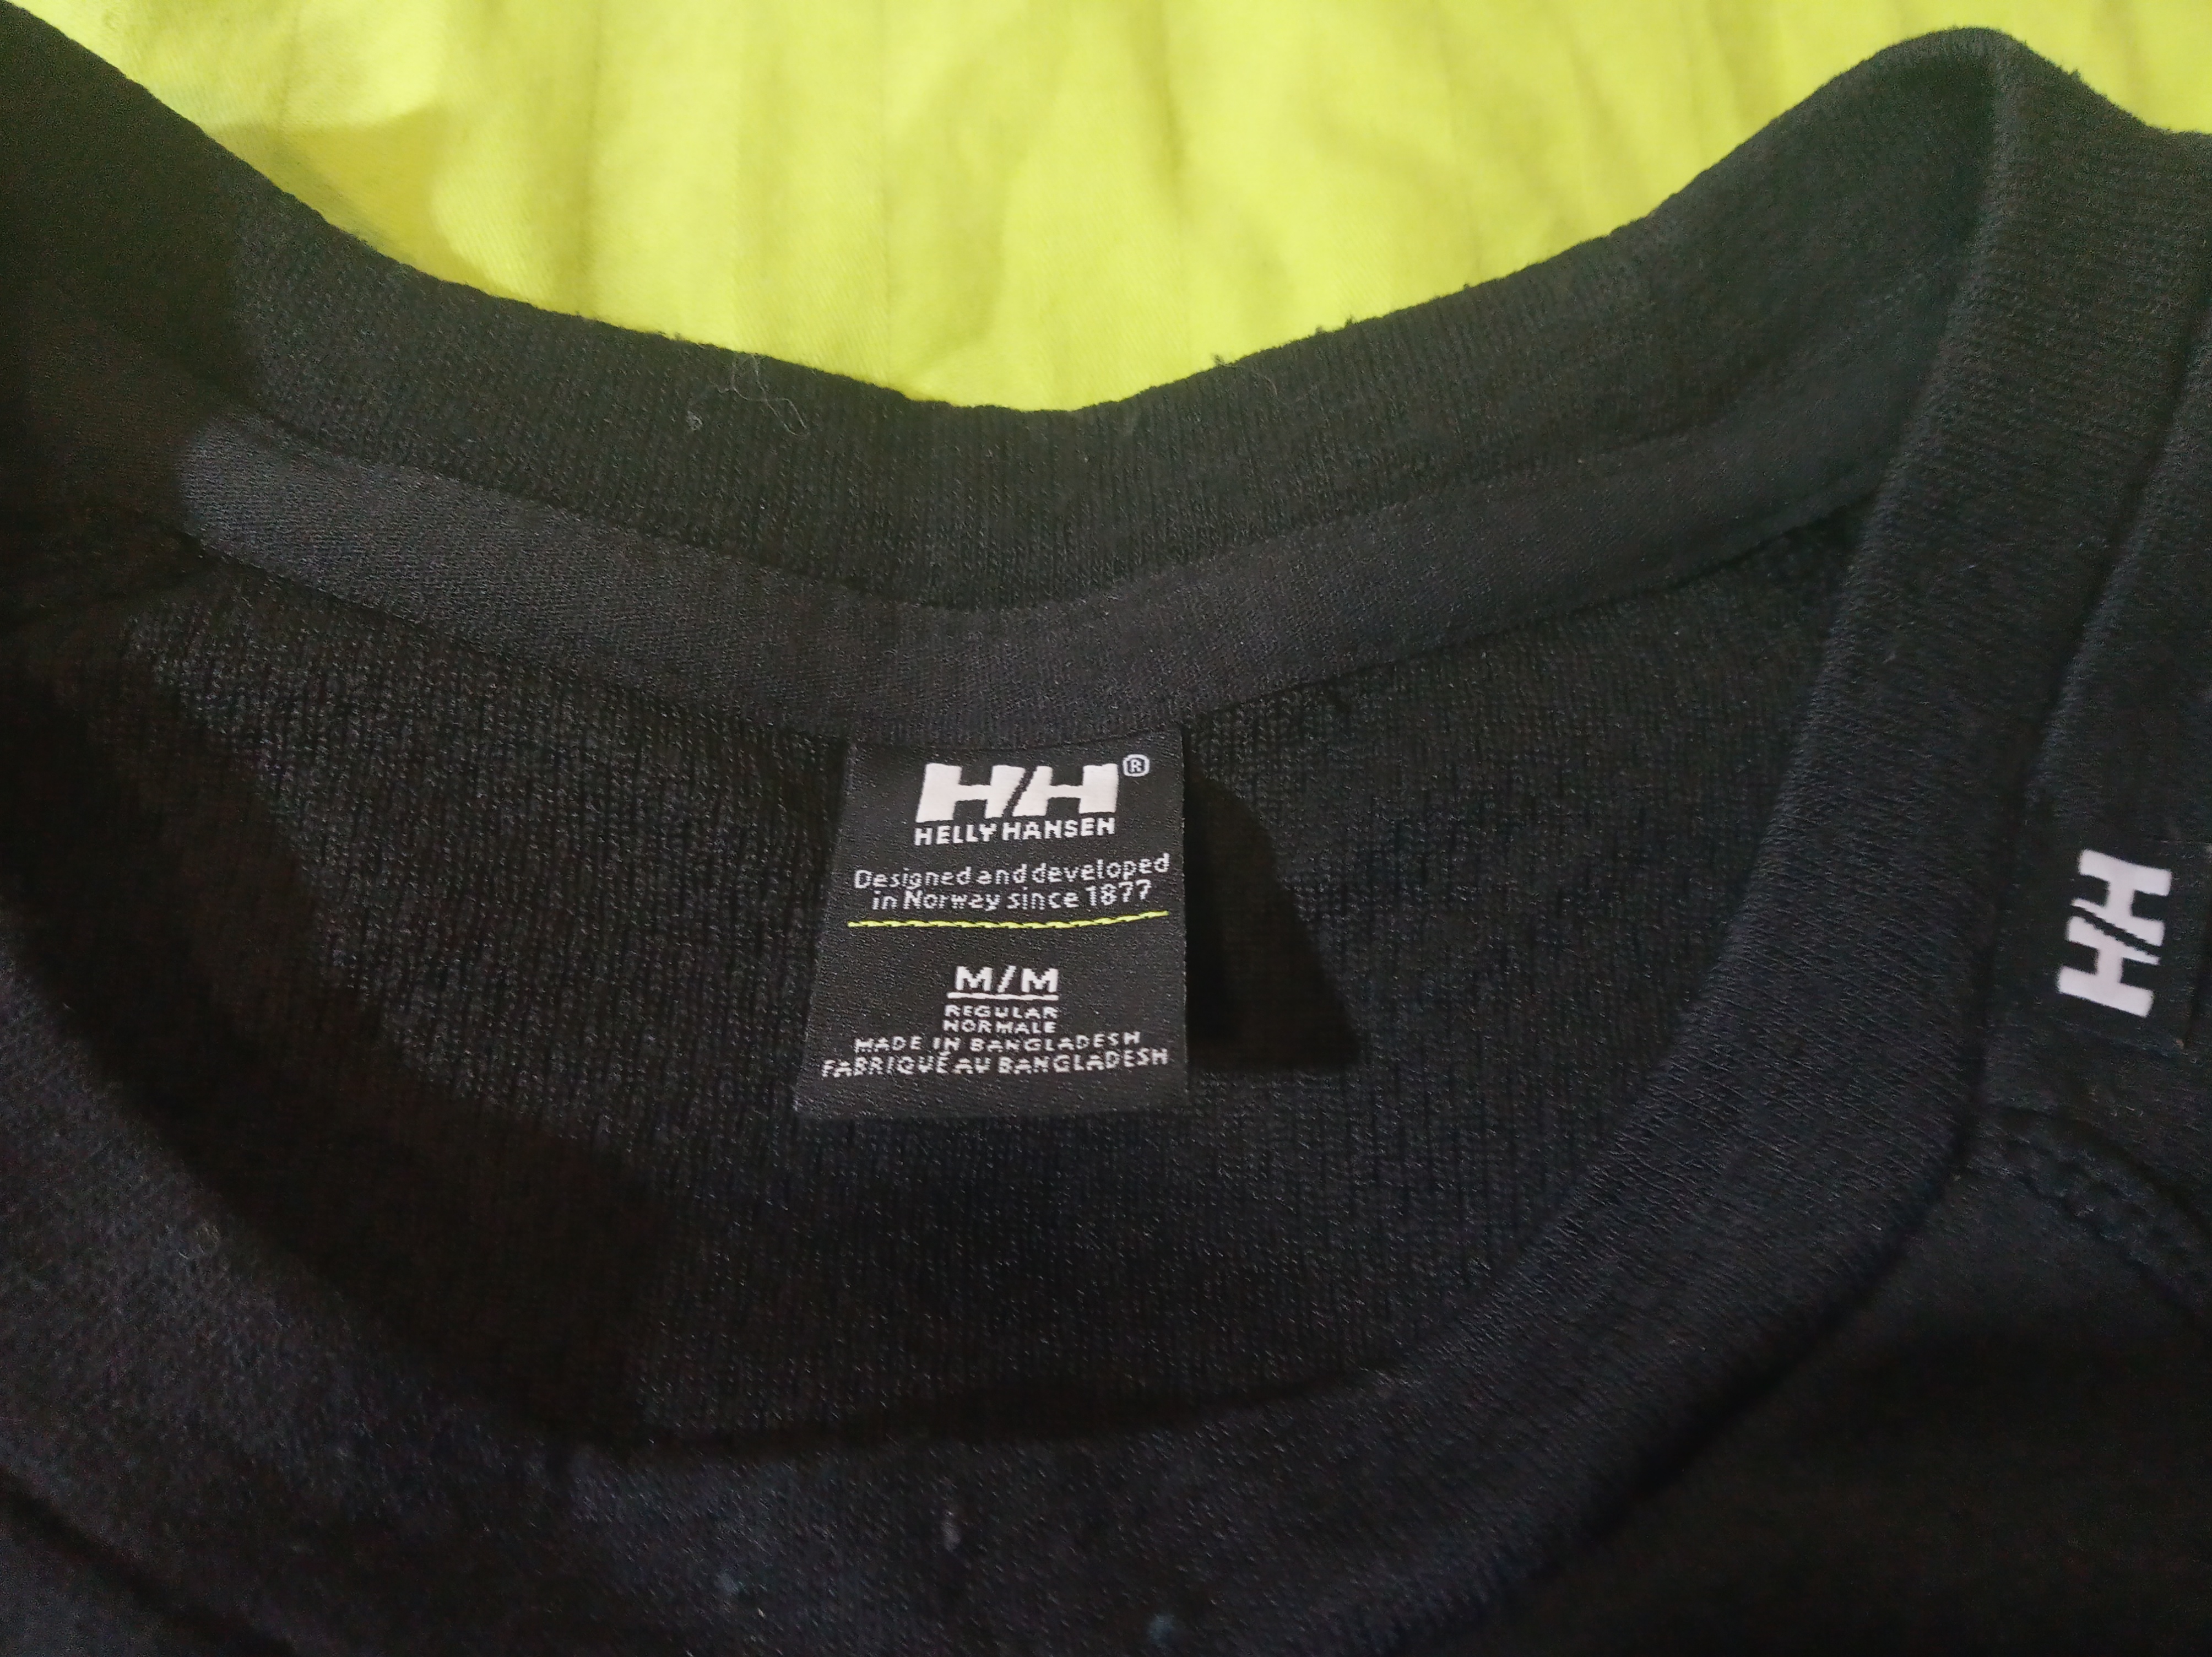 HH®
HELLY HANSEN
Designed and developed
in Norway since 1877
M/M
REGULAR
NORMALE
MADE IN BANGLADESH
FABRIQUÉ AU BANGLADESH
HH